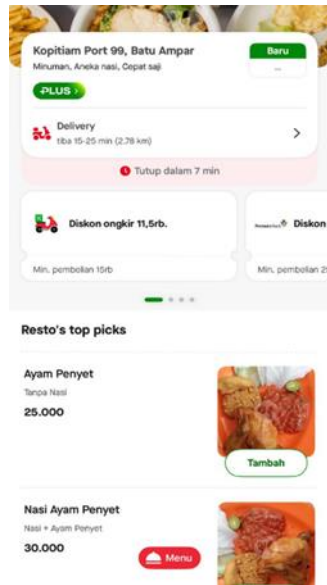 Kopitiam Port 99, Batu Ampar
Baru
Minuman, Aneka nasi, Cepat saji
--
PLUS
Delivery
tiba 15-25 min (2.78 km)
Tutup dalam 7 min
Diskon ongkir 11,5rb.
Diskon
Min. pembelian 15rb
Min. pembelian 2
Resto's top picks
Ayam Penyet
Tanpa Nasi
25.000
Tambah
Nasi Ayam Penyet
Nasi + Ayam Penyet
30.000
Menu